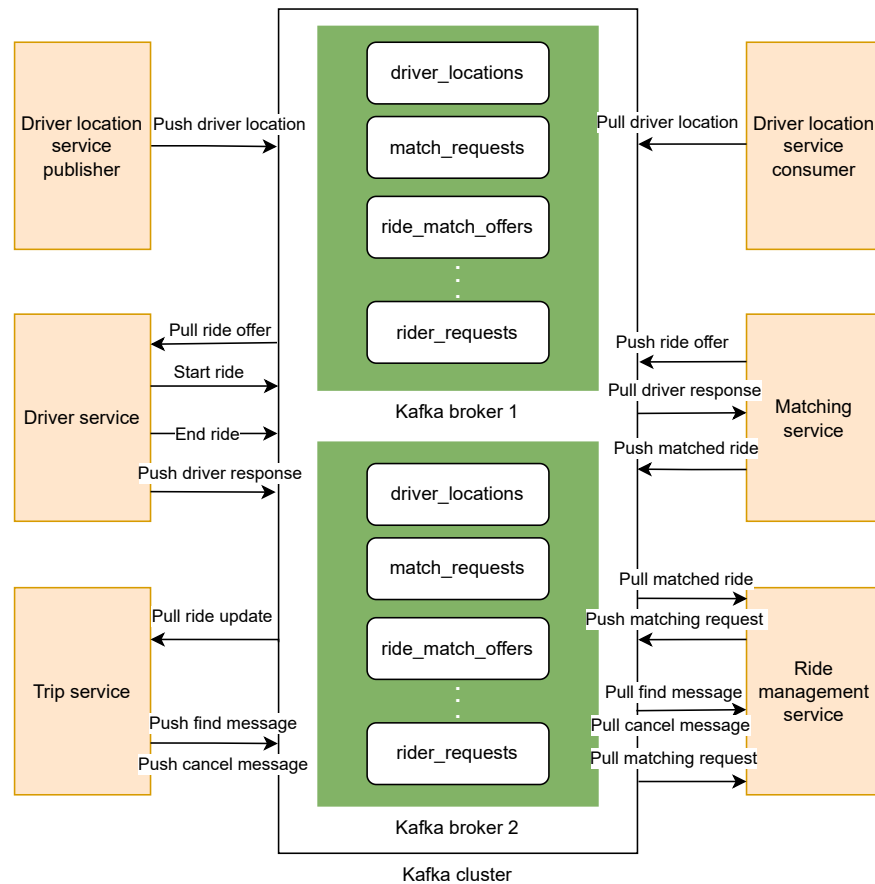 driver_locations
match_requests
ride_match_offers
rider_requests
Kafka broker 1
driver_locations
match_requests
ride_match_offers
rider_requests
Kafka broker 2
Kafka cluster
Driver location
service
publisher
Push driver location
Driver service
Pull ride offer
Start ride
End ride
Push driver response
Trip service
Pull ride update
Push find message
Push cancel message
Pull driver location
Driver location
service
consumer
Push ride offer
Pull driver response
Push matched ride
Matching
service
Pull matched ride
Push matching request
Pull find message
Pull cancel message
Pull matching request
Ride
management
service